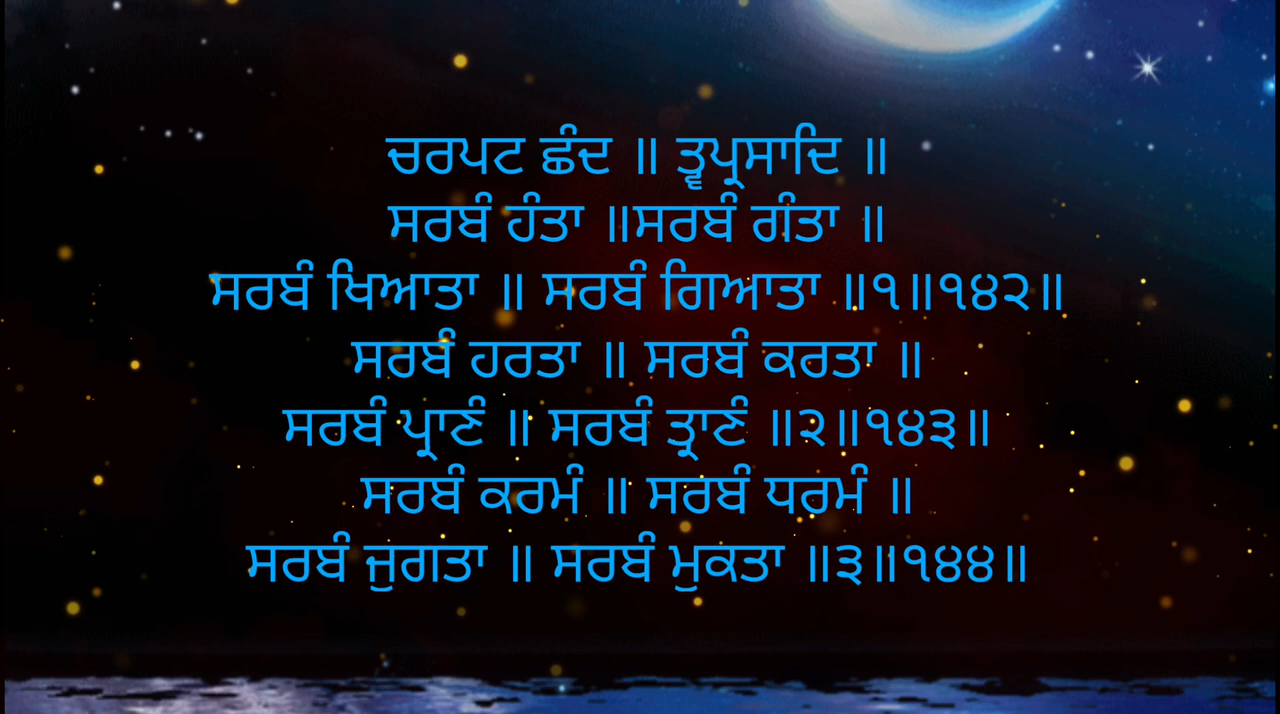 ਚਰਪਟ ਛੰਦ ॥ ਤ੍ਵਪ੍ਰਸਾਦਿ ॥
ਸਰਬੰ ਹੰਤਾ ॥ਸਰਬੰ ਗੰਤਾ ॥
ਸਰਬੰ ਖਿਆਤਾ ॥ ਸਰਬੰ ਗਿਆਤਾ ॥੧॥੧੪੨॥
ਸਰਬੰ ਹਰਤਾ ॥ ਸਰਬੰ ਕਰਤਾ ॥
ਸਰਬੰ ਪ੍ਰਾਣੰ ॥ ਸਰਬੰ ਤ੍ਰਾਣੰ ॥੨॥੧੪੩॥
ਸਰਬੰ ਕਰਮੰ ॥ ਸਰਬੰ ਧਰਮੰ ॥
ਸਰਬੰ ਜੁਗਤਾ ॥ ਸਰਬੰ ਮੁਕਤਾ ॥੩॥੧੪੪॥